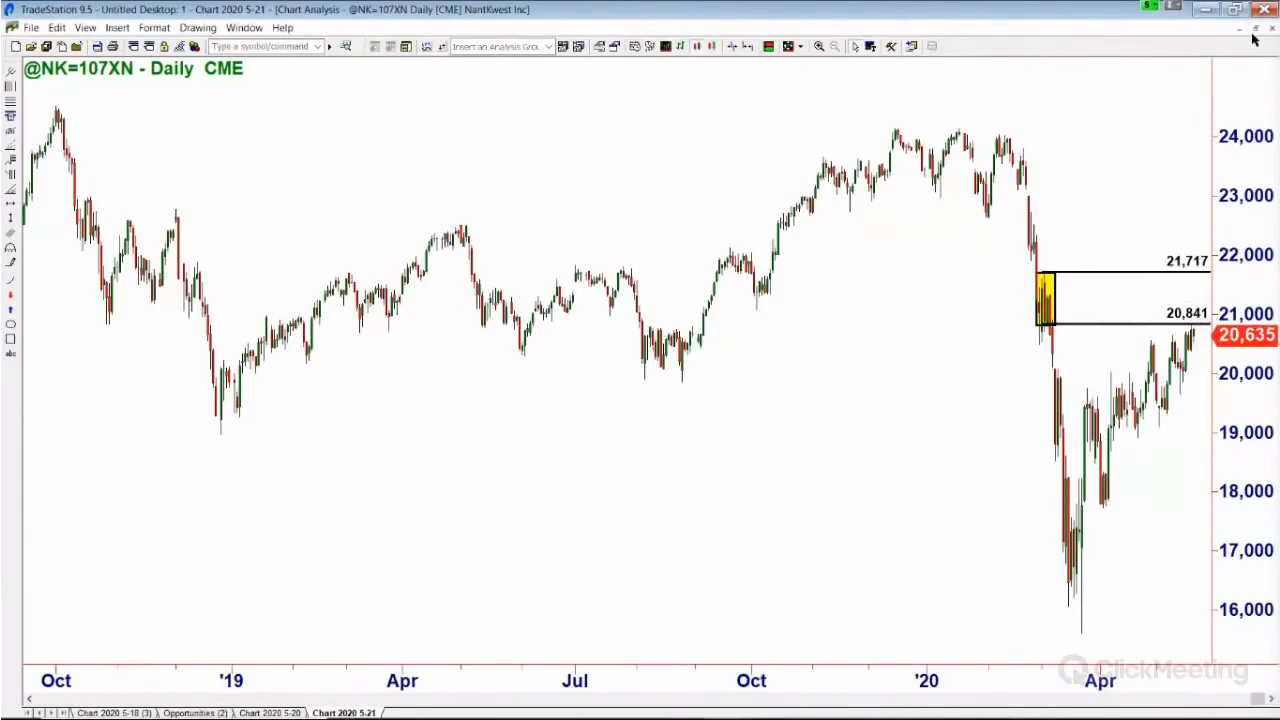 TradeStation 9.5 - Untitled Desktop: 1 - Chart 2020 5-21 - [Chart Analysis - @NK=107XN Daily [CME] NantKwest Inc]
File Edit View Insert Format Drawing Window Help
Type a symbol/command
Insert an Analysis Grou
@NK=107XN - Daily CME
24,000
23,000
22,000
21,717
21,000
20,841
20,635
20,000
19,000
18,000
17,000
16,000
ClickMeeting
Oct '19 Apr Jul Oct '20 Apr
Chart 2020 5-18 (3) Opportunities (2) Chart 2020 5-20 Chart 2020 5-21